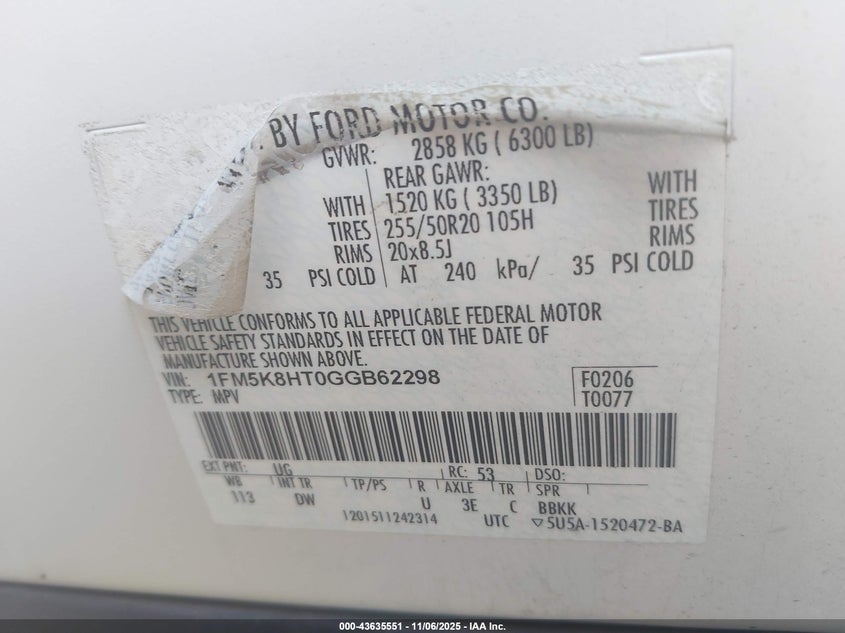 BY FORD MOTOR CO.
GVWR: 2858 KG ( 6300 LB)
REAR GAWR:
WITH 1520 KG ( 3350 LB) WITH
TIRES 255/50R20 105H TIRES
RIMS 20x8.5J RIMS
35 PSI COLD AT 240 kPa/ 35 PSI COLD
THIS VEHICLE CONFORMS TO ALL APPLICABLE FEDERAL MOTOR
VEHICLE SAFETY STANDARDS IN EFFECT ON THE DATE OF
MANUFACTURE SHOWN ABOVE.
VIN: 1FM5K8HT0GGB62298 F0206
TYPE: MPV T0077
EXT PNT: UG RC: 53 DSO:
WB INT TR TP/PS R AXLE TR SPR
113 DW U 3E C BBKK
1201511242314 UTC ▽5U5A-1520472-BA
000-43635551 - 11/06/2025 - IAA Inc.